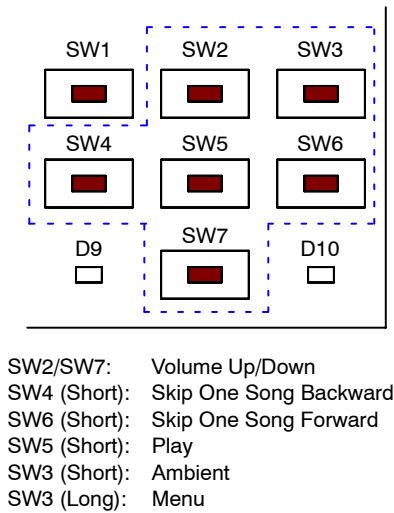 SW1 SW2 SW3
SW4 SW5 SW6
D9 SW7 D10
SW2/SW7: Volume Up/Down
SW4 (Short): Skip One Song Backward
SW6 (Short): Skip One Song Forward
SW5 (Short): Play
SW3 (Short): Ambient
SW3 (Long): Menu